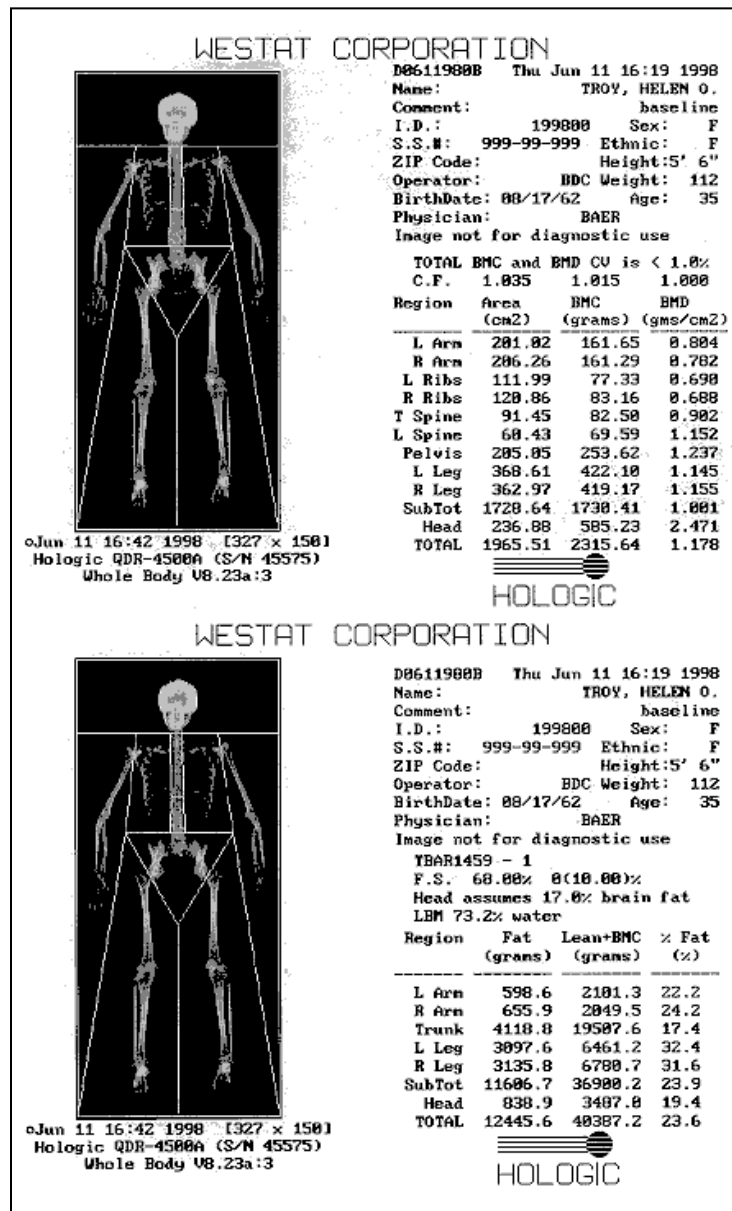 WESTAT CORPORATION
D0611980B Thu Jun 11 16:19 1998
Name: TROY, HELEN O.
Comment: baseline
I.D.: 199800 Sex: F
S.S.#: 999-99-999 Ethnic: F
ZIP Code: Height:5' 6"
Operator: BDC Weight: 112
BirthDate: 08/17/62 Age: 35
Physician: BAER
Image not for diagnostic use
TOTAL BMC and BMD CV is < 1.0%
C.F. 1.035 1.015 1.000
Region Area BMC BMD
(cm2) (grams) (gms/cm2)
L Arm 201.02 161.65 0.804
R Arm 206.26 161.29 0.782
L Ribs 111.99 77.33 0.690
R Ribs 120.86 83.16 0.688
T Spine 91.45 82.50 0.902
L Spine 60.43 69.59 1.152
Pelvis 205.05 253.62 1.237
L Leg 368.61 422.10 1.145
R Leg 362.97 419.17 1.155
SubTot 1728.64 1730.41 1.001
Head 236.88 585.23 2.471
TOTAL 1965.51 2315.64 1.178
Jun 11 16:42 1998 [327 x 150]
Hologic QDR-4500A (S/N 45575)
Whole Body V8.23a:3
HOLOGIC
WESTAT CORPORATION
D0611980B Thu Jun 11 16:19 1998
Name: TROY, HELEN O.
Comment: baseline
I.D.: 199800 Sex: F
S.S.#: 999-99-999 Ethnic: F
ZIP Code: Height:5' 6"
Operator: BDC Weight: 112
BirthDate: 08/17/62 Age: 35
Physician: BAER
Image not for diagnostic use
TBAR1459 - 1
F.S. 68.00% 0(10.00)%
Head assumes 17.0% brain fat
LBM 73.2% water
Region Fat Lean+BMC % Fat
(grams) (grams) (%)
L Arm 598.6 2101.3 22.2
R Arm 655.9 2049.5 24.2
Trunk 4118.8 19507.6 17.4
L Leg 3097.6 6461.2 32.4
R Leg 3135.8 6780.7 31.6
SubTot 11606.7 36900.2 23.9
Head 838.9 3487.0 19.4
TOTAL 12445.6 40387.2 23.6
Jun 11 16:42 1998 [327 x 150]
Hologic QDR-4500A (S/N 45575)
Whole Body V8.23a:3
HOLOGIC